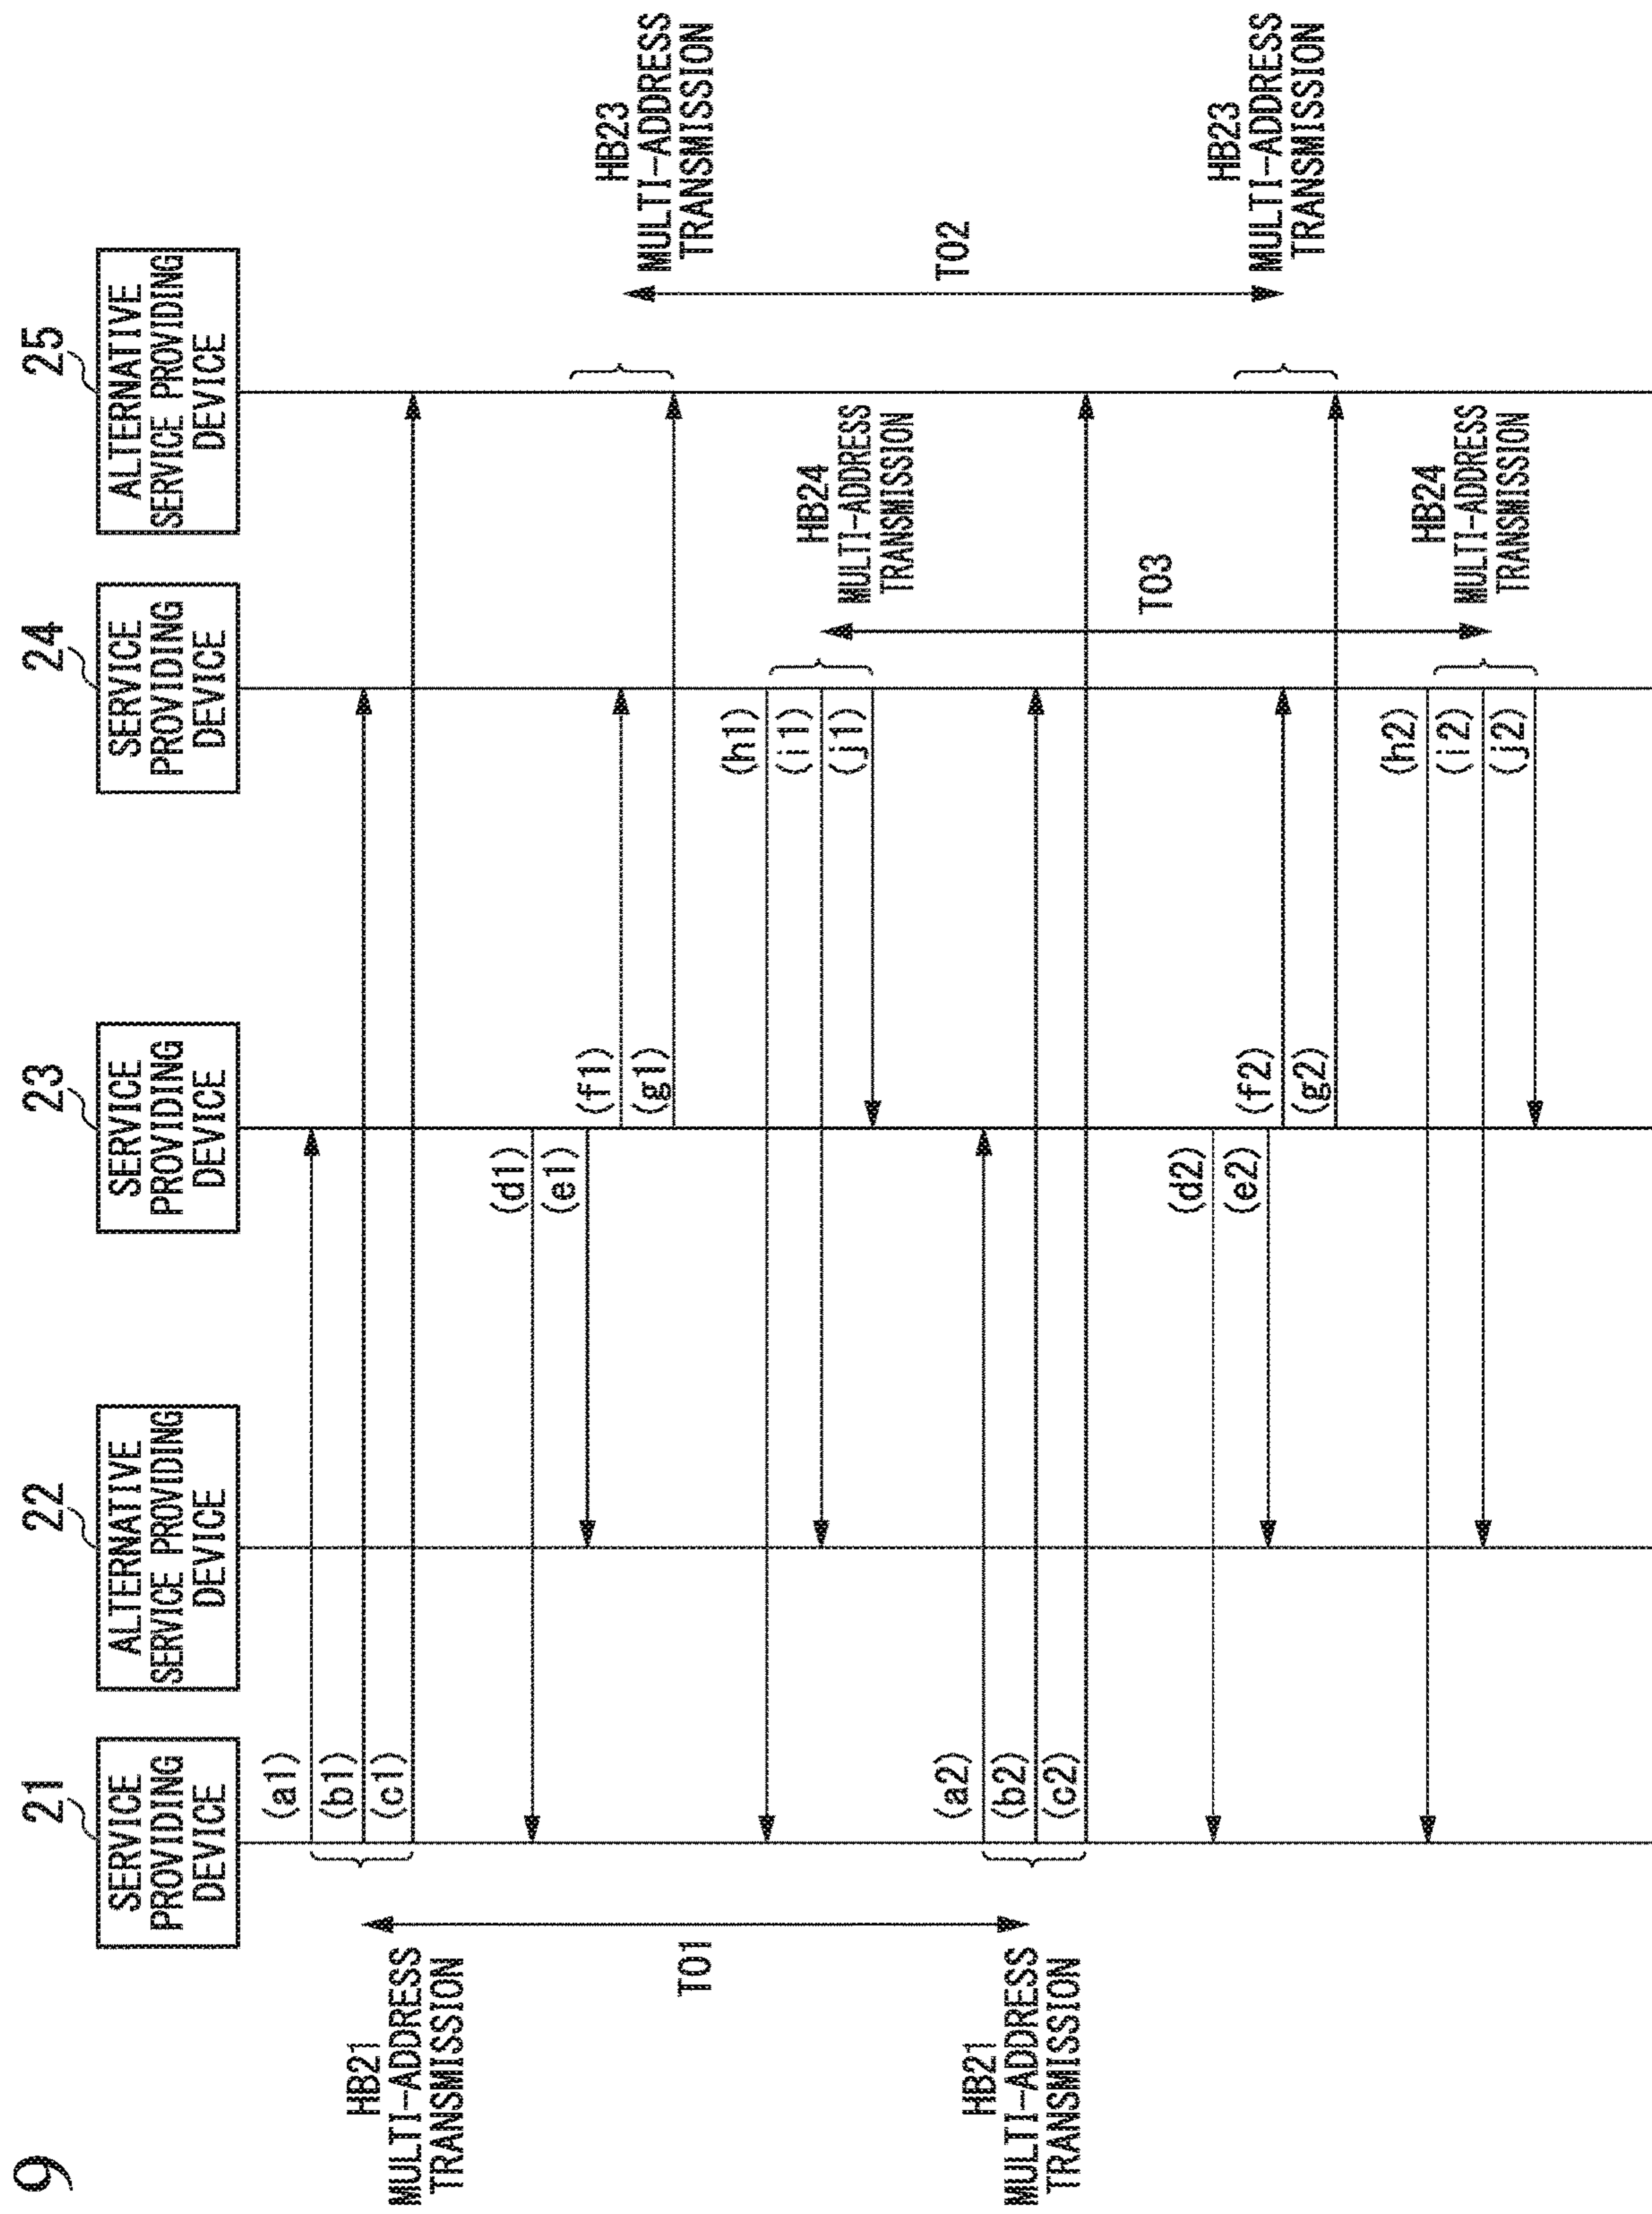 9
21
SERVICE
PROVIDING
DEVICE
22
ALTERNATIVE
SERVICE PROVIDING
DEVICE
23
SERVICE
PROVIDING
DEVICE
24
SERVICE
PROVIDING
DEVICE
25
ALTERNATIVE
SERVICE PROVIDING
DEVICE
(a1)
(b1)
(c1)
HB21
MULTI-ADDRESS
TRANSMISSION
(d1)
(e1)
(f1)
(g1)
HB23
MULTI-ADDRESS
TRANSMISSION
TO1
(h1)
(i1)
(j1)
HB24
MULTI-ADDRESS
TRANSMISSION
TO2
(a2)
(b2)
(c2)
HB21
MULTI-ADDRESS
TRANSMISSION
TO3
(d2)
(e2)
(f2)
(g2)
HB23
MULTI-ADDRESS
TRANSMISSION
(h2)
(i2)
(j2)
HB24
MULTI-ADDRESS
TRANSMISSION